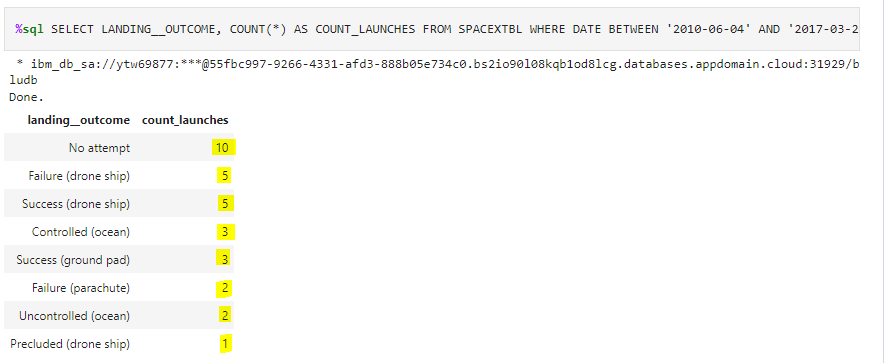 %sql SELECT LANDING__OUTCOME, COUNT(*) AS COUNT_LAUNCHES FROM SPACEXTBL WHERE DATE BETWEEN '2010-06-04' AND '2017-03-2
* ibm_db_sa://ytw69877:***@55fbc997-9266-4331-afd3-888b05e734c0.bs2io90l08kqb1od8lcg.databases.appdomain.cloud:31929/b
ludb
Done.
landing__outcome count_launches
No attempt 10
Failure (drone ship) 5
Success (drone ship) 5
Controlled (ocean) 3
Success (ground pad) 3
Failure (parachute) 2
Uncontrolled (ocean) 2
Precluded (drone ship) 1